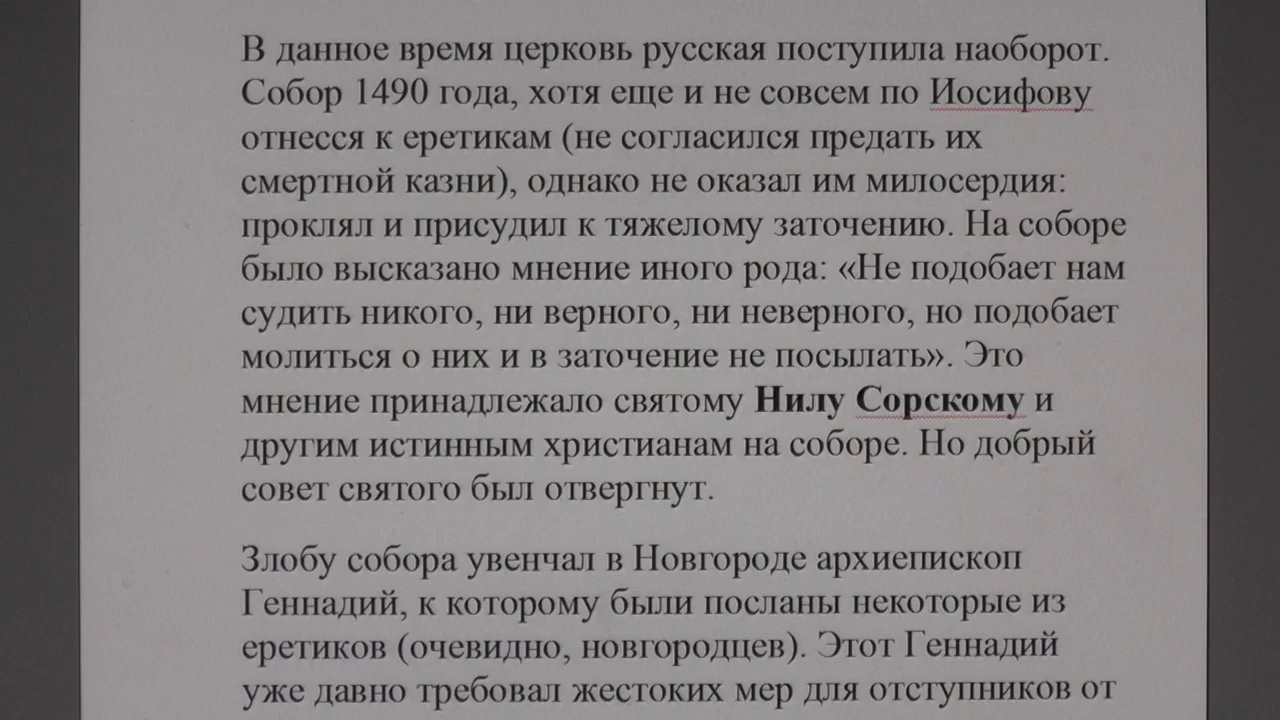 В данное время церковь русская поступила наоборот.
Собор 1490 года, хотя еще и не совсем по Иосифову
отнесся к еретикам (не согласился предать их
смертной казни), однако не оказал им милосердия:
проклял и присудил к тяжелому заточению. На соборе
было высказано мнение иного рода: «Не подобает нам
судить никого, ни верного, ни неверного, но подобает
молиться о них и в заточение не посылать». Это
мнение принадлежало святому Нилу Сорскому и
другим истинным христианам на соборе. Но добрый
совет святого был отвергнут.
Злобу собора увенчал в Новгороде архиепископ
Геннадий, к которому были посланы некоторые из
еретиков (очевидно, новгородцев). Этот Геннадий
уже давно требовал жестоких мер для отступников от